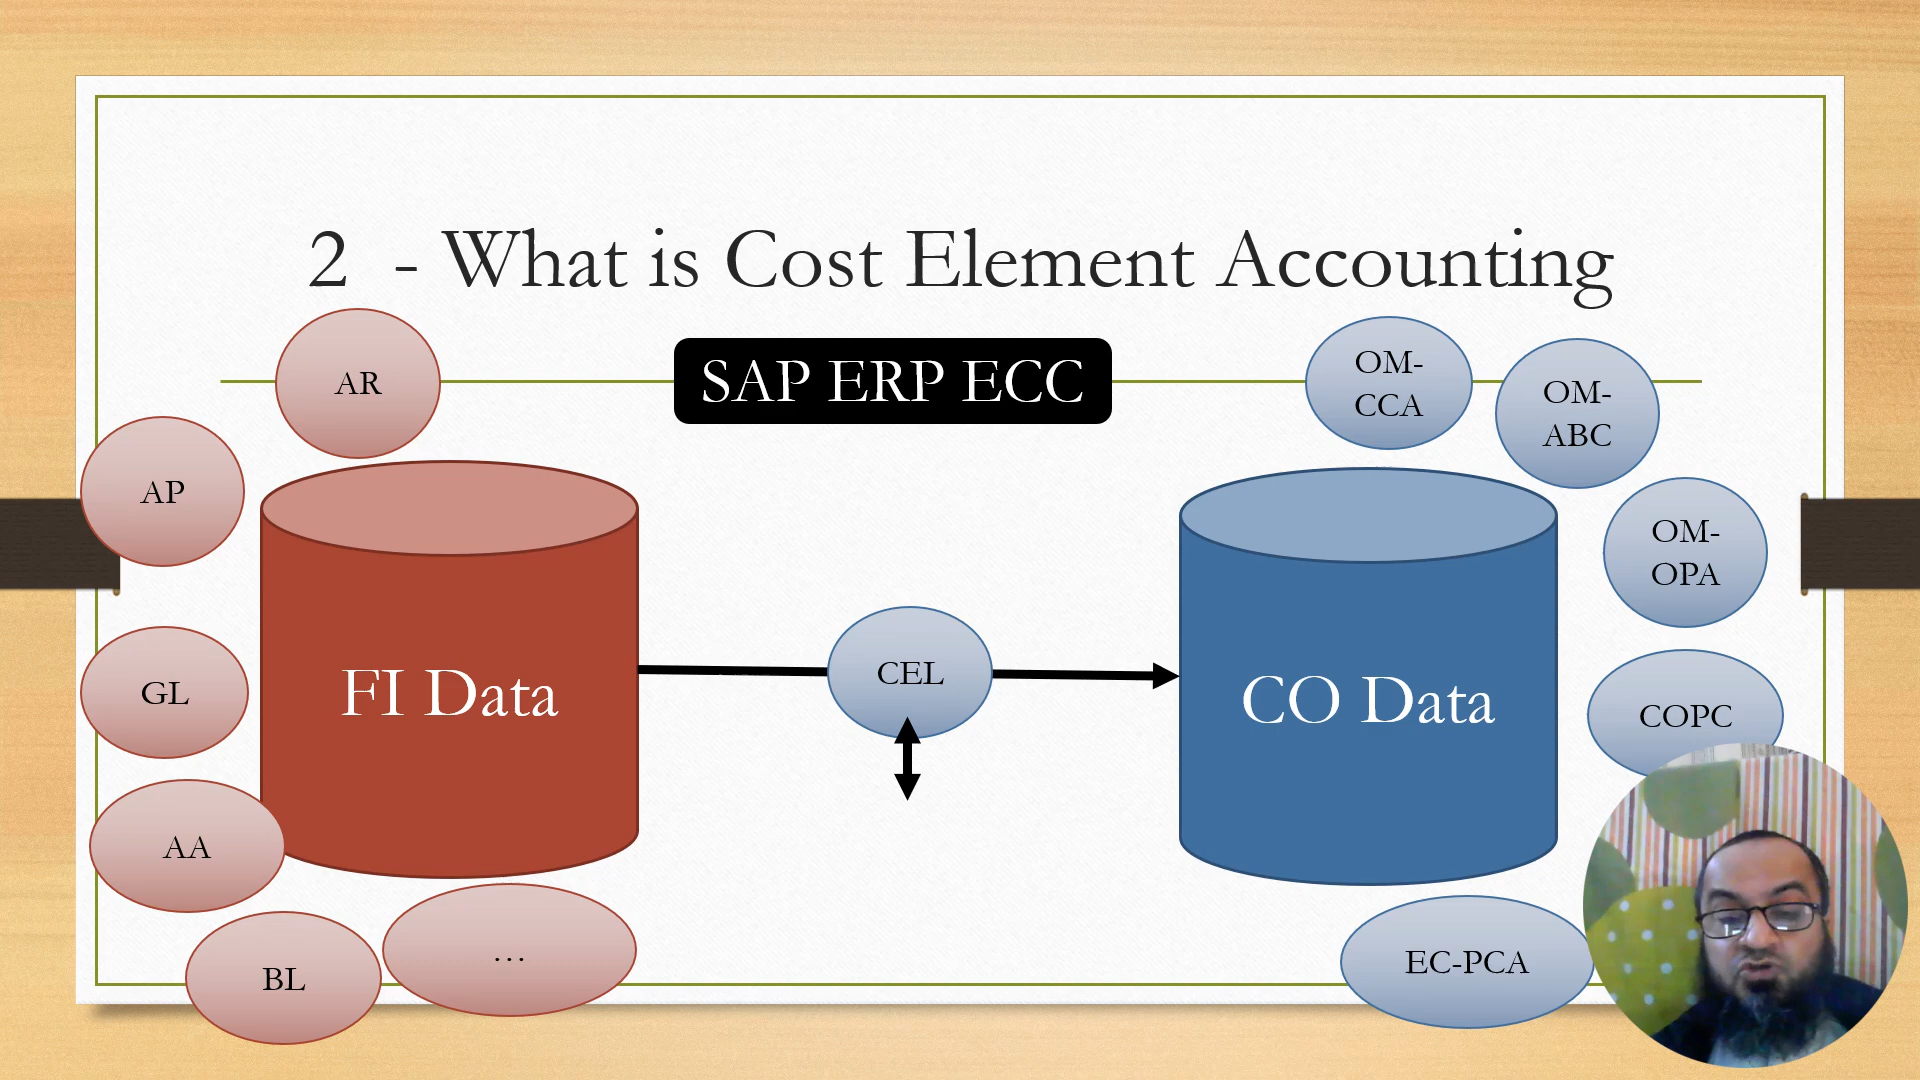 2 - What is Cost Element Accounting
SAP ERP ECC
AR
AP
GL
AA
BL
...
FI Data
CEL
CO Data
OM-
CCA
OM-
ABC
OM-
OPA
COPC
EC-PCA